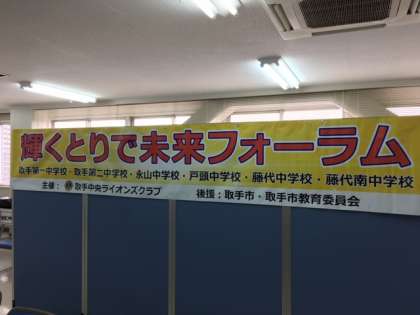 輝くとりで未来フォーラム
取手第一中学校・取手第二中学校・永山中学校・戸頭中学校・藤代中学校・藤代南中学校
主催：取手中央ライオンズクラブ　後援：取手市・取手市教育委員会